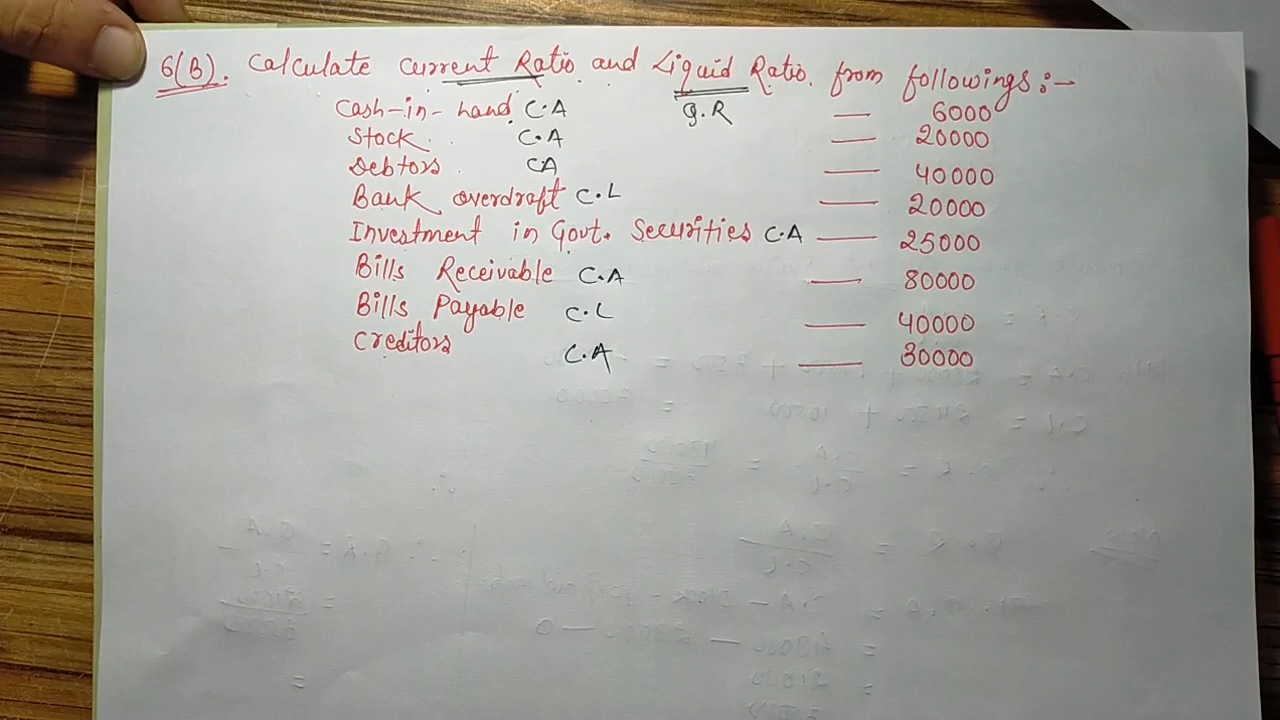 6(B). Calculate current Ratio and Liquid Ratio. from followings :-
Cash-in-hand. C.A Q.R — 6000
Stock. C.A — 20000
Debtors. CA — 40000
Bank overdraft C.L — 20000
Investment in Govt. Securities C.A — 25000
Bills Receivable C.A — 80000
Bills Payable C.L — 40000
Creditors C.A — 30000